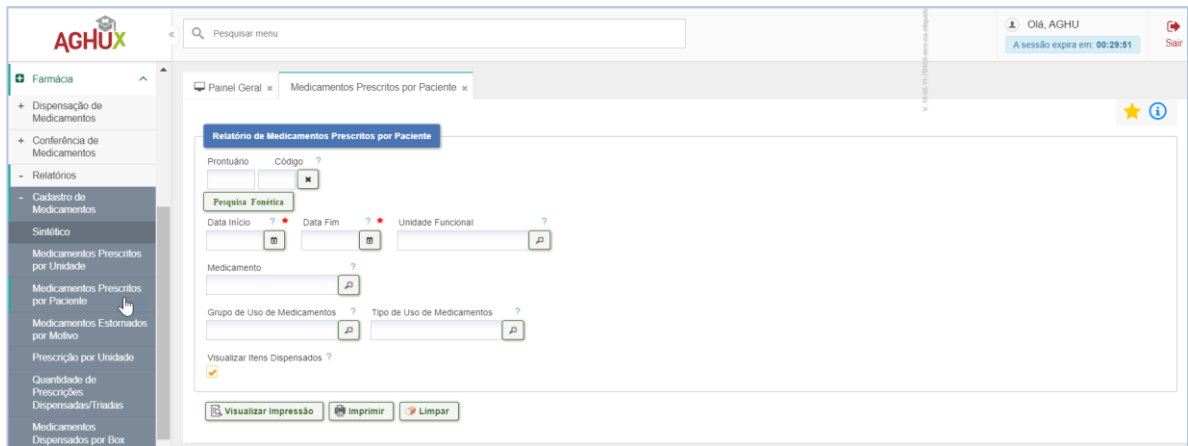 AGHUX
«
Pesquisar menu
Olá, AGHU
A sessão expira em: 00:29:51
Sair
Farmácia
+ Dispensação de
Medicamentos
+ Conferência de
Medicamentos
- Relatórios
- Cadastro de
Medicamentos
Sintético
Medicamentos Prescritos
por Unidade
Medicamentos Prescritos
por Paciente
Medicamentos Estornados
por Motivo
Prescrição por Unidade
Quantidade de
Prescrições
Dispensadas/Triadas
Medicamentos
Dispensados por Box
Painel Geral × Medicamentos Prescritos por Paciente ×
Relatório de Medicamentos Prescritos por Paciente
Prontuário Código ?
Pesquisa Fonética
Data Início ? * Data Fim ? * Unidade Funcional ?
Medicamento ?
Grupo de Uso de Medicamentos ? Tipo de Uso de Medicamentos ?
Visualizar Itens Dispensados ?
Visualizar Impressão Imprimir Limpar